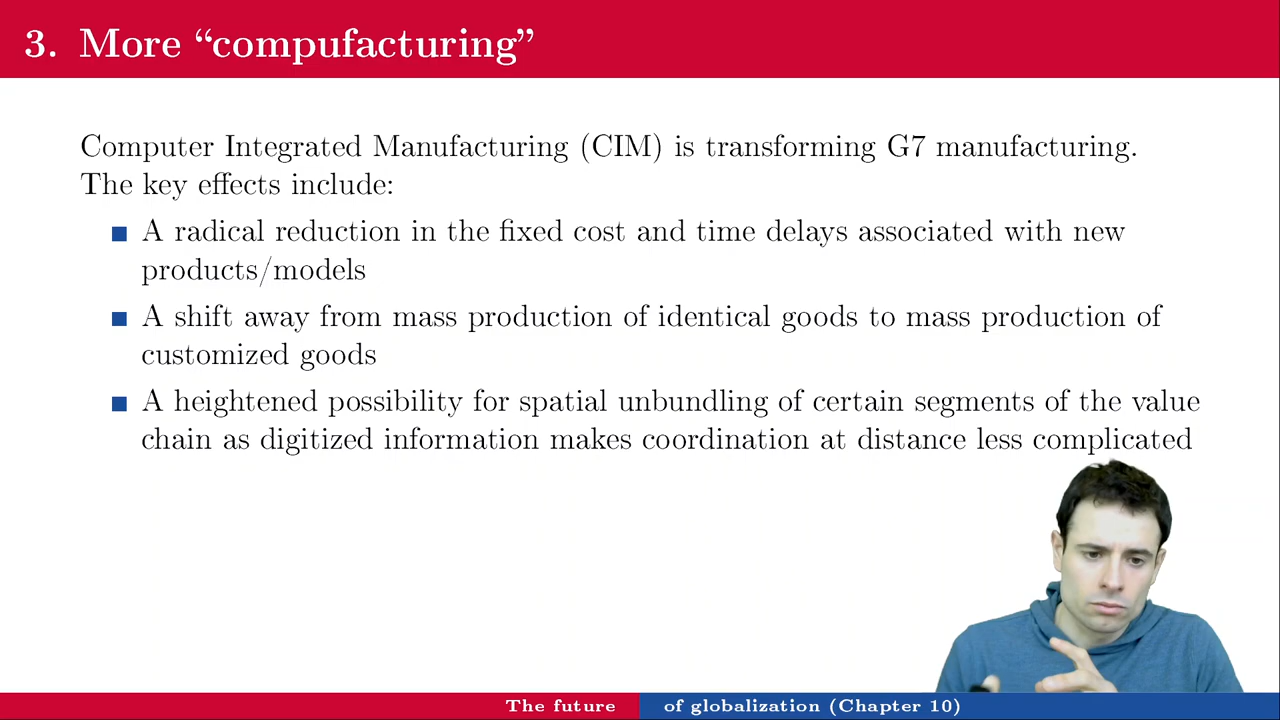 3. More “compufacturing”
Computer Integrated Manufacturing (CIM) is transforming G7 manufacturing.
The key effects include:
A radical reduction in the fixed cost and time delays associated with new
products/models
A shift away from mass production of identical goods to mass production of
customized goods
A heightened possibility for spatial unbundling of certain segments of the value
chain as digitized information makes coordination at distance less complicated
The future of globalization (Chapter 10)